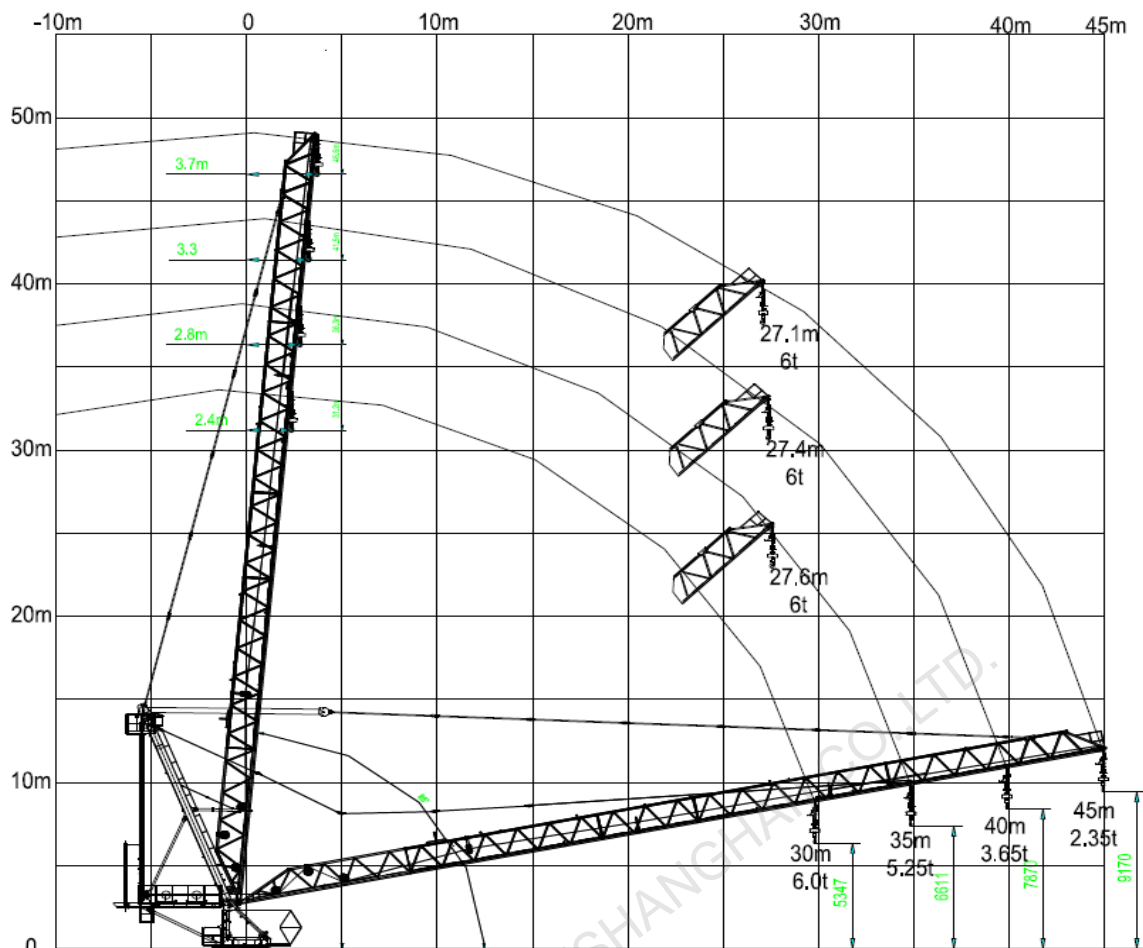 -10m 0 10m 20m 30m 40m 45m
50m
3.7m
3.3
40m
27.1m
6t
2.8m
2.4m
30m
27.4m
6t
27.6m
6t
20m
10m
30m
6.0t
35m
5.25t
40m
3.65t
45m
2.35t
5347
6611
7870
9170
0
SHANGHAI CO.,LTD.